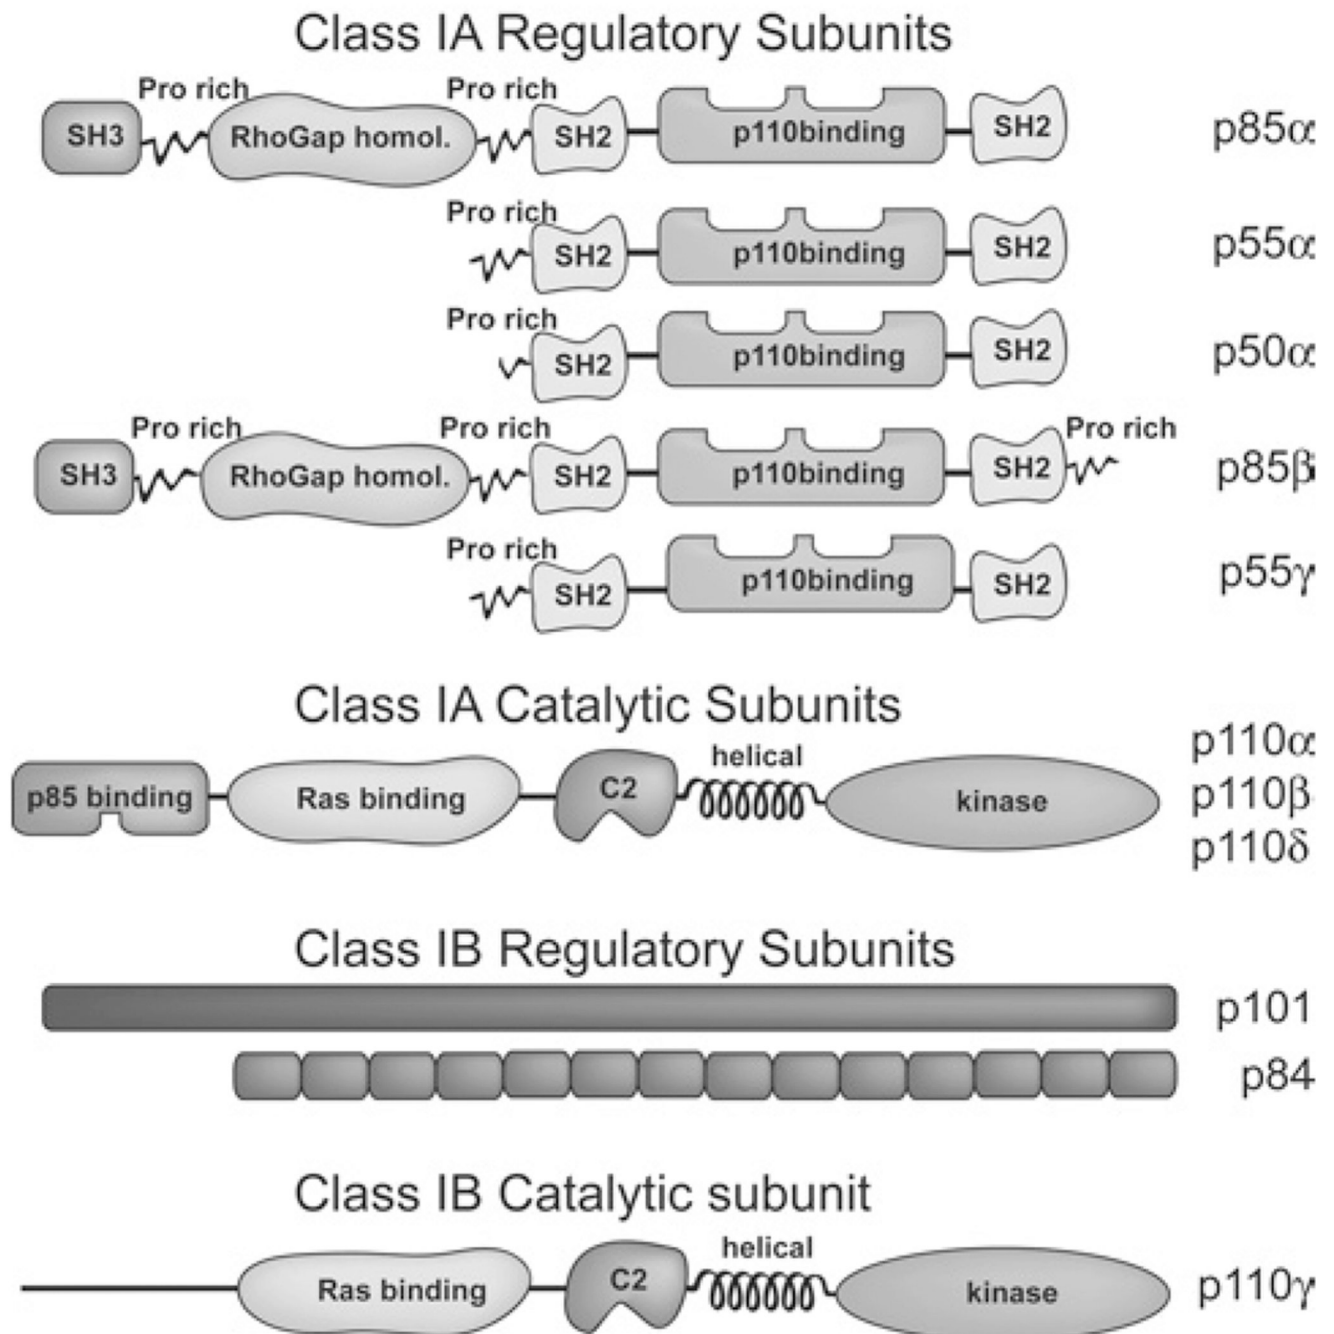 Class IA Regulatory Subunits
Pro rich Pro rich
SH3 RhoGap homol. SH2 p110binding SH2 p85α
Pro rich
SH2 p110binding SH2 p55α
Pro rich
SH2 p110binding SH2 p50α
Pro rich Pro rich Pro rich
SH3 RhoGap homol. SH2 p110binding SH2 p85β
Pro rich
SH2 p110binding SH2 p55γ
Class IA Catalytic Subunits
helical
p85 binding Ras binding C2 kinase
p110α
p110β
p110δ
Class IB Regulatory Subunits
p101
p84
Class IB Catalytic subunit
helical
Ras binding C2 kinase p110γ